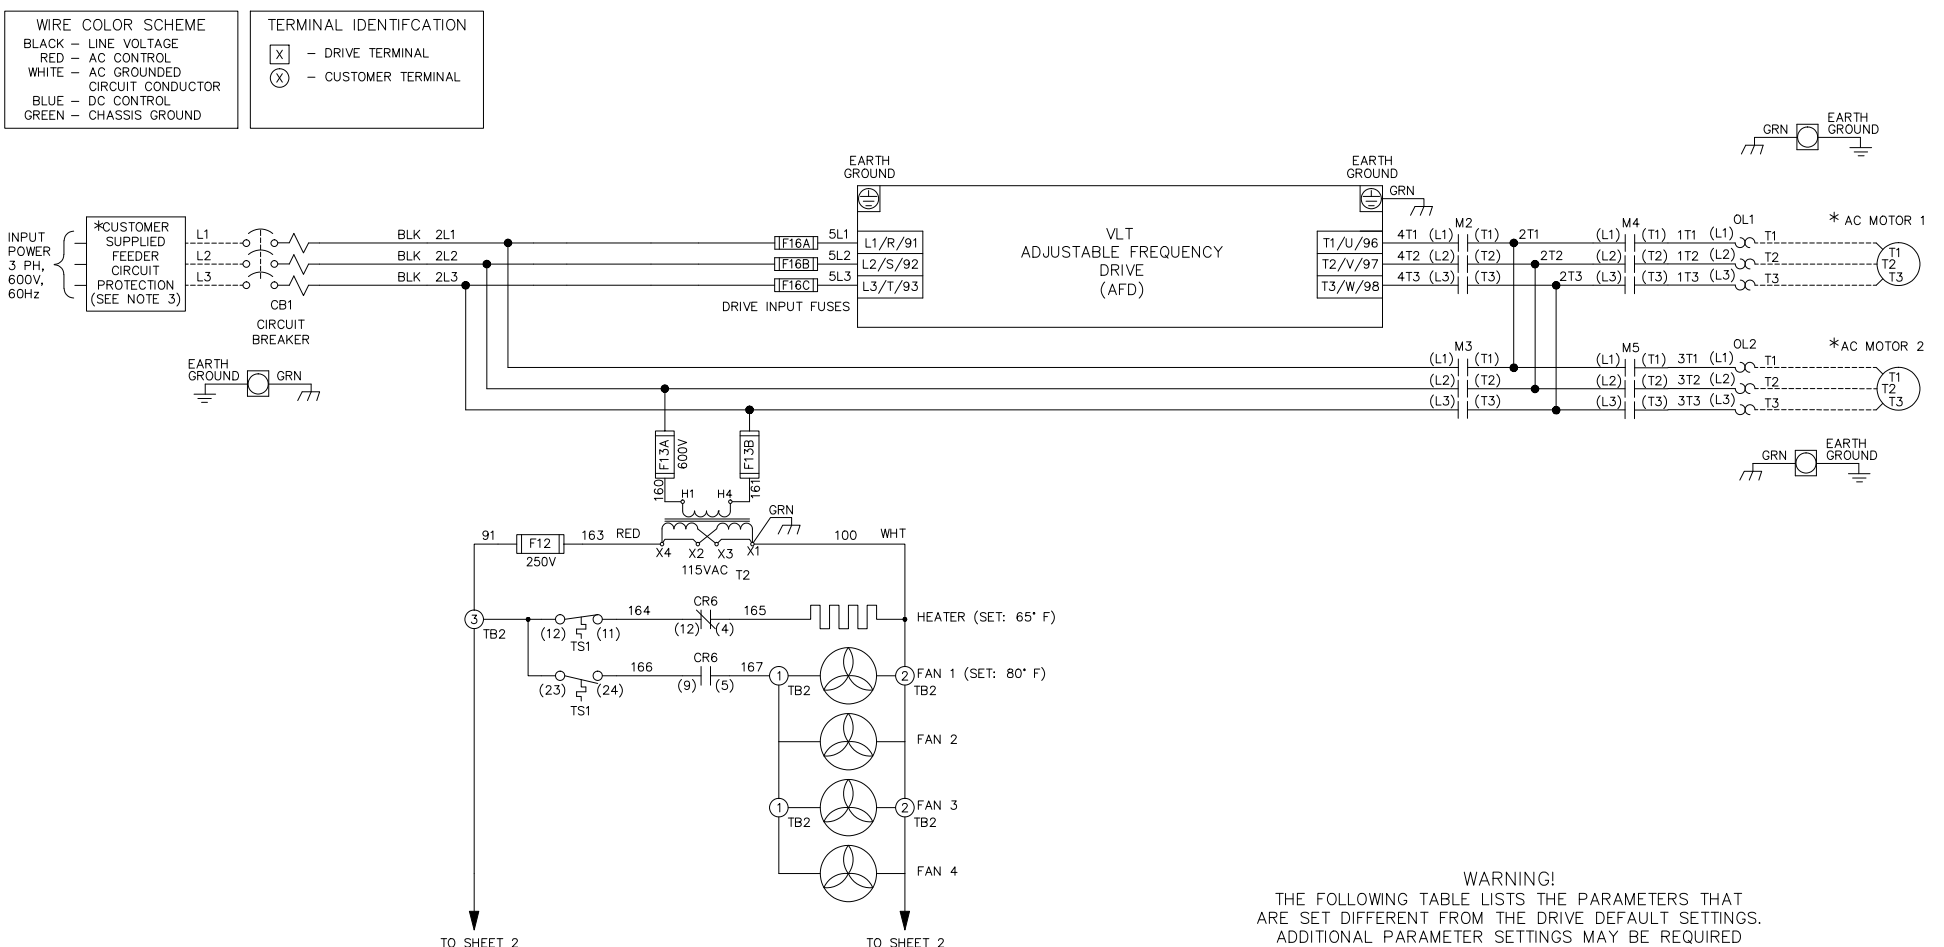 WIRE COLOR SCHEME
BLACK – LINE VOLTAGE
RED – AC CONTROL
WHITE – AC GROUNDED
CIRCUIT CONDUCTOR
BLUE – DC CONTROL
GREEN – CHASSIS GROUND
TERMINAL IDENTIFCATION
X – DRIVE TERMINAL
X – CUSTOMER TERMINAL
GRN
EARTH
GROUND
EARTH
GROUND
EARTH
GROUND
GRN
INPUT
POWER
3 PH,
600V,
60Hz
*CUSTOMER
SUPPLIED
FEEDER
CIRCUIT
PROTECTION
(SEE NOTE 3)
L1
L2
L3
CB1
CIRCUIT
BREAKER
BLK 2L1
BLK 2L2
BLK 2L3
F16A 5L1
F16B 5L2
F16C 5L3
DRIVE INPUT FUSES
L1/R/91
L2/S/92
L3/T/93
VLT
ADJUSTABLE FREQUENCY
DRIVE
(AFD)
T1/U/96
T2/V/97
T3/W/98
M2
4T1 (L1) (T1) 2T1
4T2 (L2) (T2) 2T2
4T3 (L3) (T3) 2T3
M4
(L1) (T1) 1T1 (L1)
(L2) (T2) 1T2 (L2)
(L3) (T3) 1T3 (L3)
OL1
T1
T2
T3
* AC MOTOR 1
T1
T2
T3
EARTH
GROUND
GRN
M3
(L1) (T1)
(L2) (T2)
(L3) (T3)
M5
(L1) (T1) 3T1 (L1)
(L2) (T2) 3T2 (L2)
(L3) (T3) 3T3 (L3)
OL2
T1
T2
T3
*AC MOTOR 2
T1
T2
T3
GRN
EARTH
GROUND
F13A
600V
F13B
160
161
H1 H4
GRN
91
F12
250V
163 RED
X4 X2 X3 X1
115VAC T2
100 WHT
3
TB2
(12) (11)
TS1
164
CR6
(12) (4)
165
HEATER (SET: 65° F)
(23) (24)
TS1
166
CR6
(9) (5)
167
1
TB2
2
TB2
FAN 1 (SET: 80° F)
FAN 2
1
TB2
2
TB2
FAN 3
FAN 4
TO SHEET 2
TO SHEET 2
WARNING!
THE FOLLOWING TABLE LISTS THE PARAMETERS THAT
ARE SET DIFFERENT FROM THE DRIVE DEFAULT SETTINGS.
ADDITIONAL PARAMETER SETTINGS MAY BE REQUIRED